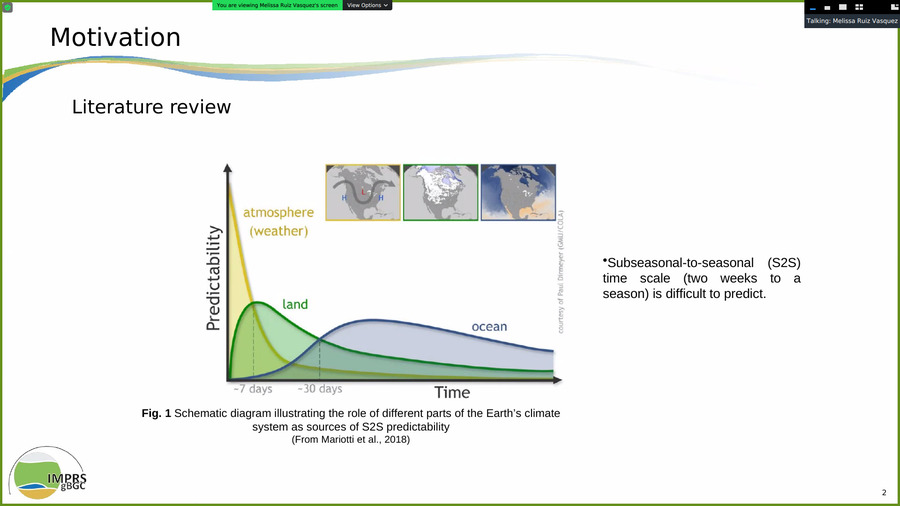 You are viewing Melissa Ruiz Vasquez's screen
View Options
Talking: Melissa Ruiz Vasquez
Motivation
Literature review
Predictability
atmosphere
(weather)
H
L
H
land
ocean
courtesy of Paul Dirmeyer (GMU/COLA)
•Subseasonal-to-seasonal (S2S)
time scale (two weeks to a
season) is difficult to predict.
~7 days
~30 days
Time
Fig. 1 Schematic diagram illustrating the role of different parts of the Earth's climate
system as sources of S2S predictability
(From Mariotti et al., 2018)
IMPRS
gBGC
2